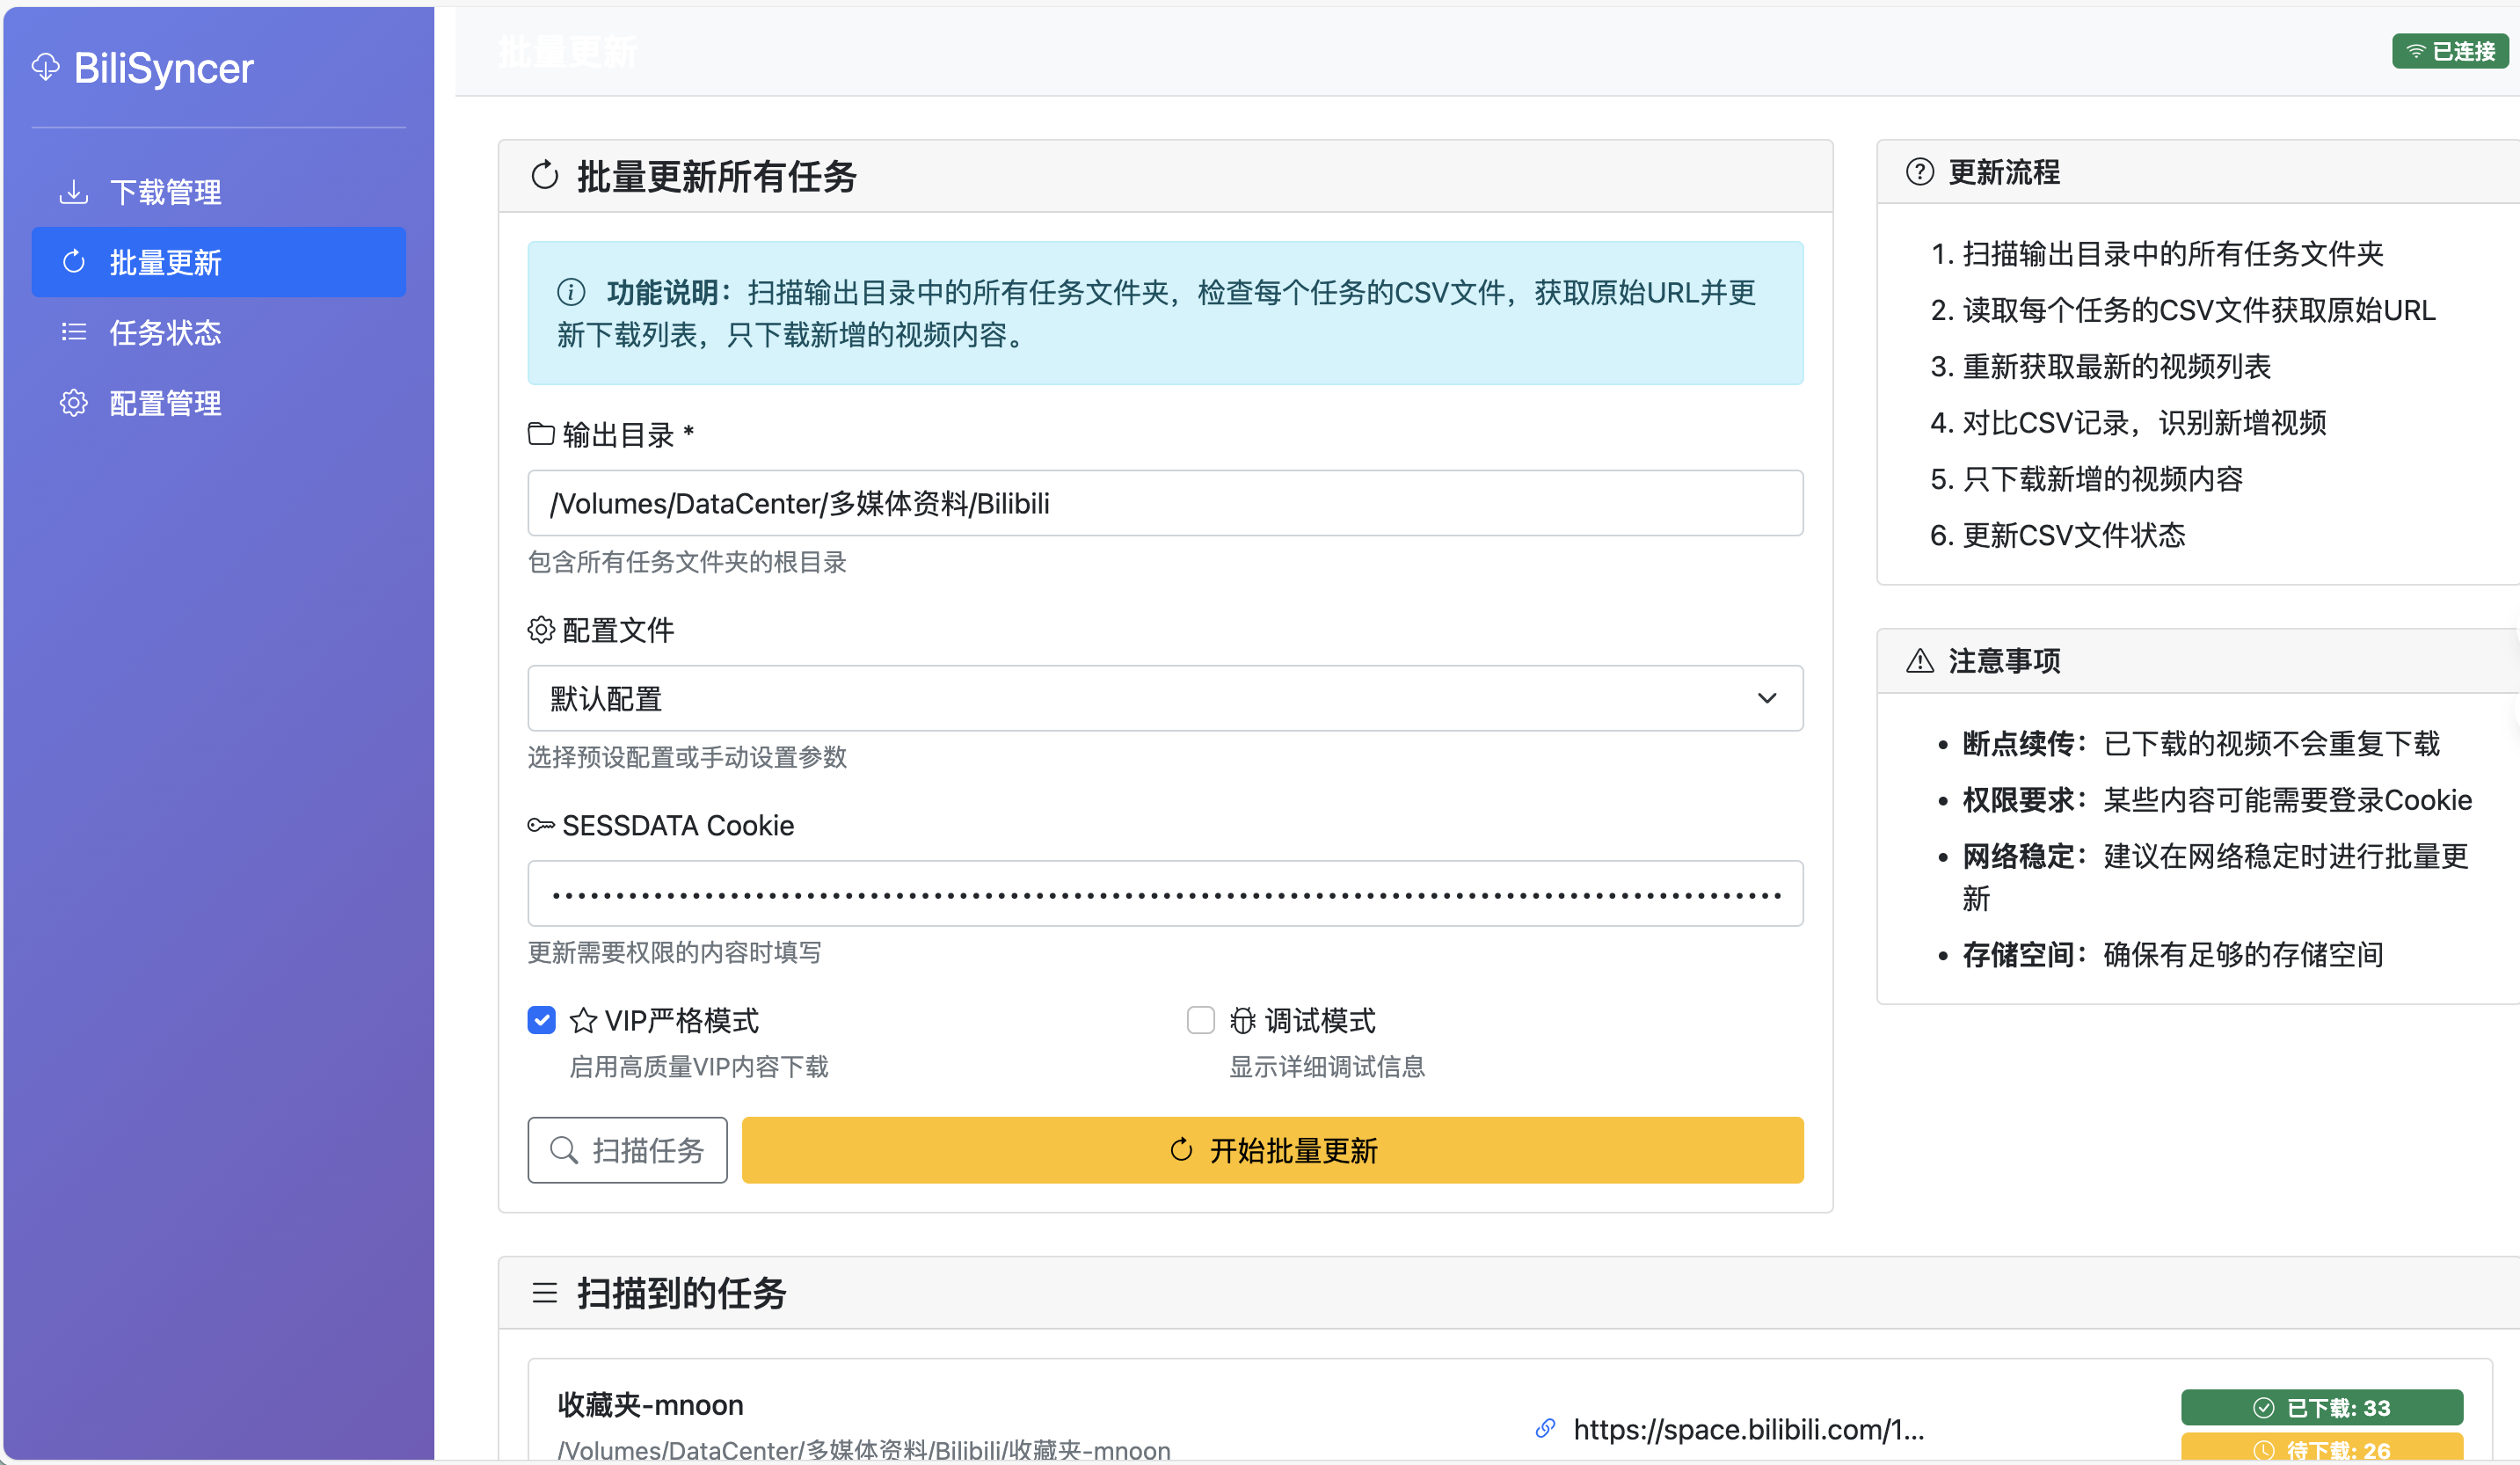 BiliSyncer
下载管理
批量更新
任务状态
配置管理
批量更新
已连接
批量更新所有任务
功能说明：扫描输出目录中的所有任务文件夹，检查每个任务的CSV文件，获取原始URL并更
新下载列表，只下载新增的视频内容。
输出目录 *
/Volumes/DataCenter/多媒体资料/Bilibili
包含所有任务文件夹的根目录
配置文件
默认配置
选择预设配置或手动设置参数
SESSDATA Cookie
更新需要权限的内容时填写
VIP严格模式
启用高质量VIP内容下载
调试模式
显示详细调试信息
扫描任务
开始批量更新
更新流程
1. 扫描输出目录中的所有任务文件夹
2. 读取每个任务的CSV文件获取原始URL
3. 重新获取最新的视频列表
4. 对比CSV记录，识别新增视频
5. 只下载新增的视频内容
6. 更新CSV文件状态
注意事项
• 断点续传：已下载的视频不会重复下载
• 权限要求：某些内容可能需要登录Cookie
• 网络稳定：建议在网络稳定时进行批量更
新
• 存储空间：确保有足够的存储空间
扫描到的任务
收藏夹-mnoon
/Volumes/DataCenter/多媒体资料/Bilibili/收藏夹-mnoon
https://space.bilibili.com/1...
已下载: 33
待下载: 26